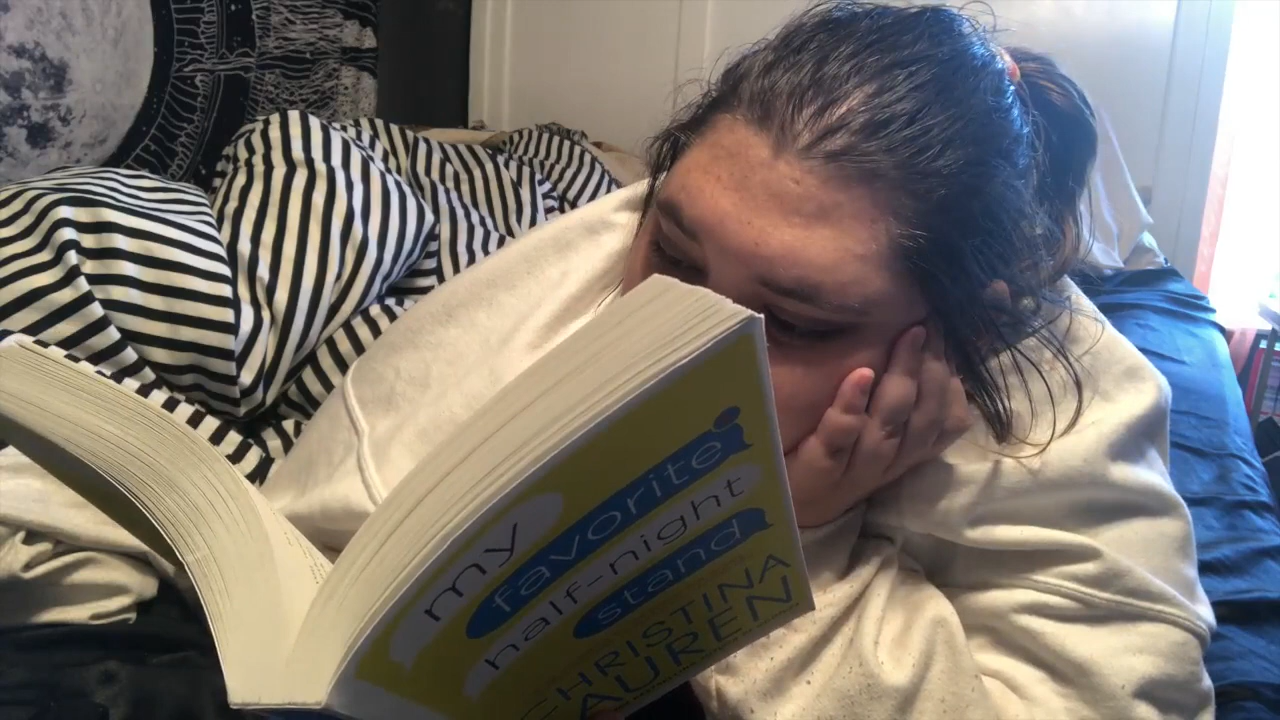 my
favorite
half-night
stand
CHRISTINA
LAUREN